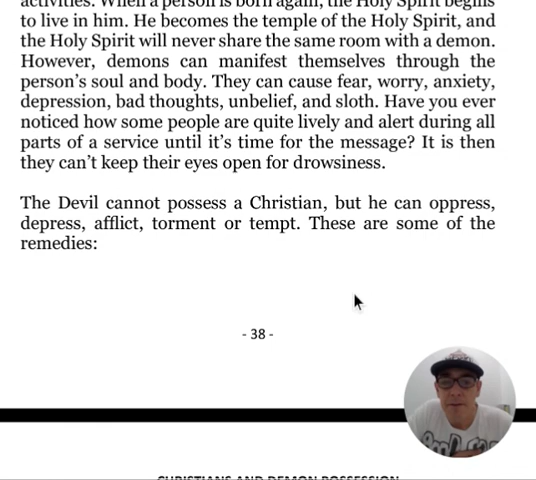 activities. When a person is born again, the Holy Spirit begins
to live in him. He becomes the temple of the Holy Spirit, and
the Holy Spirit will never share the same room with a demon.
However, demons can manifest themselves through the
person’s soul and body. They can cause fear, worry, anxiety,
depression, bad thoughts, unbelief, and sloth. Have you ever
noticed how some people are quite lively and alert during all
parts of a service until it’s time for the message? It is then
they can’t keep their eyes open for drowsiness.
The Devil cannot possess a Christian, but he can oppress,
depress, afflict, torment or tempt. These are some of the
remedies:
- 38 -
CHRISTIANS AND DEMON POSSESSION